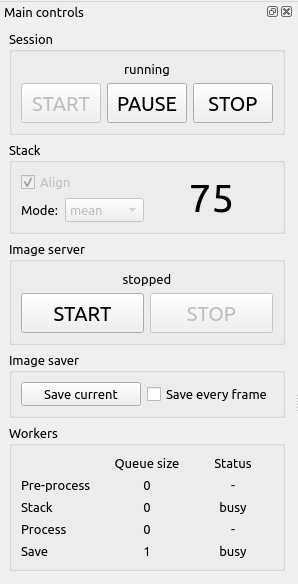 Main controls
Session
running
START PAUSE STOP
Stack
Align
75
Mode: mean
Image server
stopped
START STOP
Image saver
Save current Save every frame
Workers
Queue size Status
Pre-process 0 -
Stack 0 busy
Process 0 -
Save 1 busy